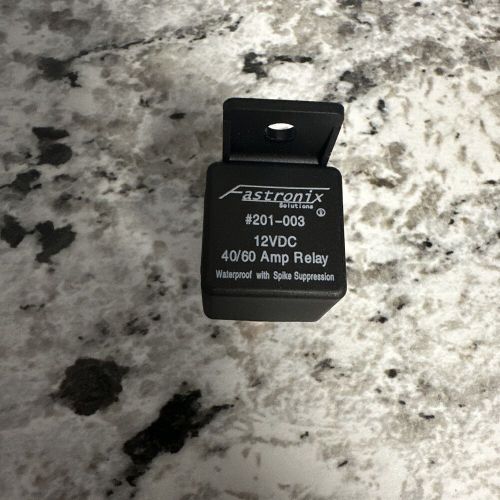 Fastronix
Solutions
#201-003
12VDC
40/60 Amp Relay
Waterproof with Spike Suppression